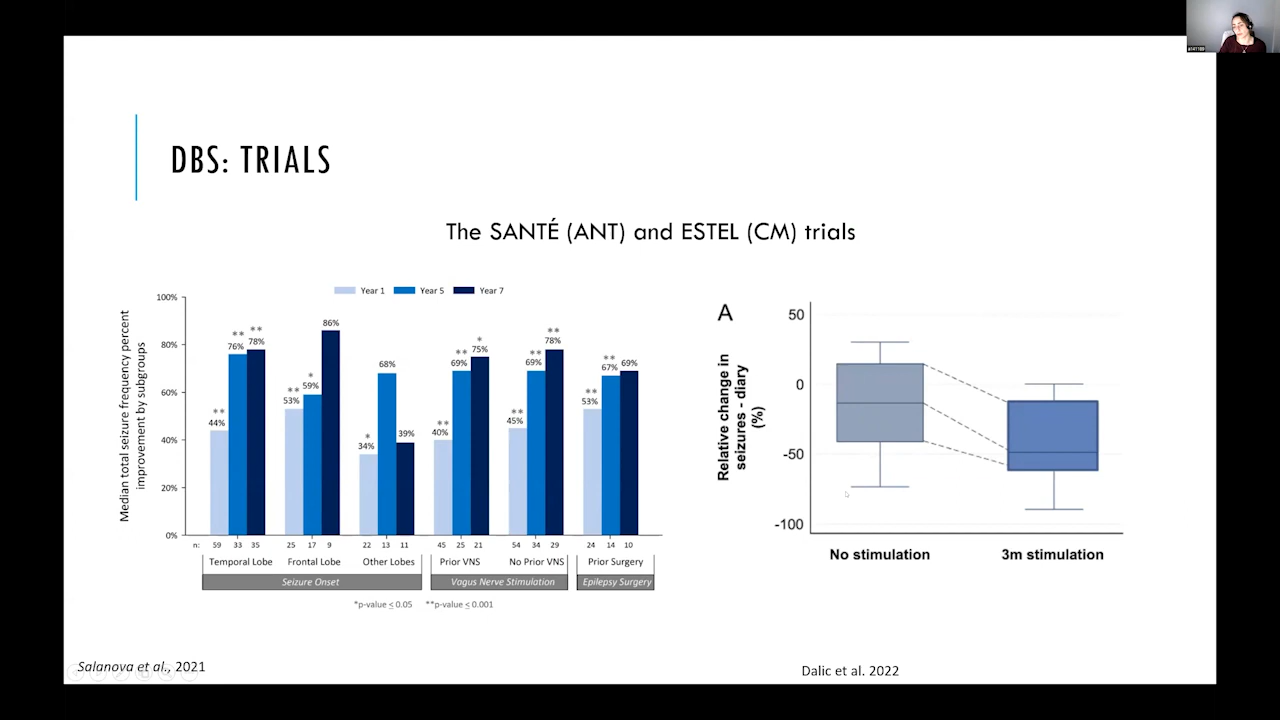 DBS: TRIALS
The SANTÉ (ANT) and ESTEL (CM) trials
Median total seizure frequency percent
improvement by subgroups
Year 1 Year 5 Year 7
100%
80%
60%
40%
20%
0%
** 44% ** 76% ** 78%
** 53% * 59% 86%
* 34% 68% 39%
** 40% ** 69% * 75%
** 45% ** 69% ** 78%
** 53% ** 67% 69%
n: 59 33 35 25 17 9 22 13 11 45 25 21 54 34 29 24 14 10
Temporal Lobe Frontal Lobe Other Lobes Prior VNS No Prior VNS Prior Surgery
Seizure Onset Vagus Nerve Stimulation Epilepsy Surgery
*p-value ≤ 0.05 **p-value ≤ 0.001
Salanova et al., 2021
A
Relative change in
seizures - diary
(%)
50
0
-50
-100
No stimulation 3m stimulation
Dalic et al. 2022